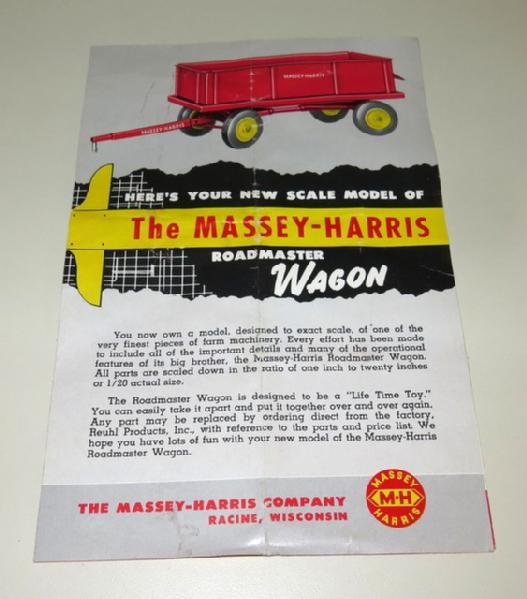 MASSEY-HARRIS
MASSEY-HARRIS
HERE'S YOUR NEW SCALE MODEL OF
The MASSEY-HARRIS
ROADMASTER
WAGON
You now own a model, designed to exact scale, of one of the
very finest pieces of farm machinery. Every effort has been made
to include all of the important details and many of the operational
features of its big brother, the Massey-Harris Roadmaster Wagon.
All parts are scaled down in the ratio of one inch to twenty inches
or 1/20 actual size.
The Roadmaster Wagon is designed to be a "Life Time Toy."
You can easily take it apart and put it together over and over again.
Any part may be replaced by ordering direct from the factory,
Reuhl Products, Inc., with reference to the parts and price list. We
hope you have lots of fun with your new model of the Massey-Harris
Roadmaster Wagon.
THE MASSEY-HARRIS COMPANY
RACINE, WISCONSIN
MASSEY
M-H
HARRIS